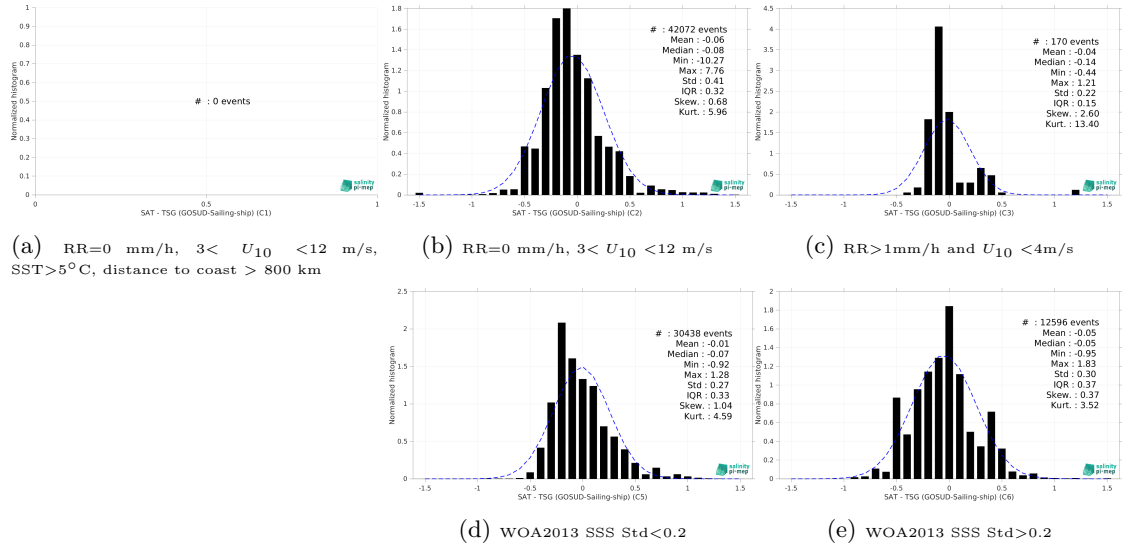 1
0.9
0.8
0.7
0.6
0.5
0.4
0.3
0.2
0.1
0
Normalized histogram
# : 0 events
0 0.5 1
SAT - TSG (GOSUD-Sailing-ship) (C1)
salinity
pi-mep
(a) RR=0 mm/h, 3< U10 <12 m/s,
SST>5°C, distance to coast > 800 km
1.8
1.6
1.4
1.2
1
0.8
0.6
0.4
0.2
0
Normalized histogram
# : 42072 events
Mean : -0.06
Median : -0.08
Min : -10.27
Max : 7.76
Std : 0.41
IQR : 0.32
Skew. : 0.68
Kurt. : 5.96
-1.5 -1 -0.5 0 0.5 1 1.5
SAT - TSG (GOSUD-Sailing-ship) (C2)
salinity
pi-mep
(b) RR=0 mm/h, 3< U10 <12 m/s
4.5
4
3.5
3
2.5
2
1.5
1
0.5
0
Normalized histogram
# : 170 events
Mean : -0.04
Median : -0.14
Min : -0.44
Max : 1.21
Std : 0.22
IQR : 0.15
Skew. : 2.60
Kurt. : 13.40
-1.5 -1 -0.5 0 0.5 1 1.5
SAT - TSG (GOSUD-Sailing-ship) (C3)
salinity
pi-mep
(c) RR>1mm/h and U10 <4m/s
2.5
2
1.5
1
0.5
0
Normalized histogram
# : 30438 events
Mean : -0.01
Median : -0.07
Min : -0.92
Max : 1.28
Std : 0.27
IQR : 0.33
Skew. : 1.04
Kurt. : 4.59
-1.5 -1 -0.5 0 0.5 1 1.5
SAT - TSG (GOSUD-Sailing-ship) (C5)
salinity
pi-mep
(d) WOA2013 SSS Std<0.2
2
1.8
1.6
1.4
1.2
1
0.8
0.6
0.4
0.2
0
Normalized histogram
# : 12596 events
Mean : -0.05
Median : -0.05
Min : -0.95
Max : 1.83
Std : 0.30
IQR : 0.37
Skew. : 0.37
Kurt. : 3.52
-1.5 -1 -0.5 0 0.5 1 1.5
SAT - TSG (GOSUD-Sailing-ship) (C6)
salinity
pi-mep
(e) WOA2013 SSS Std>0.2